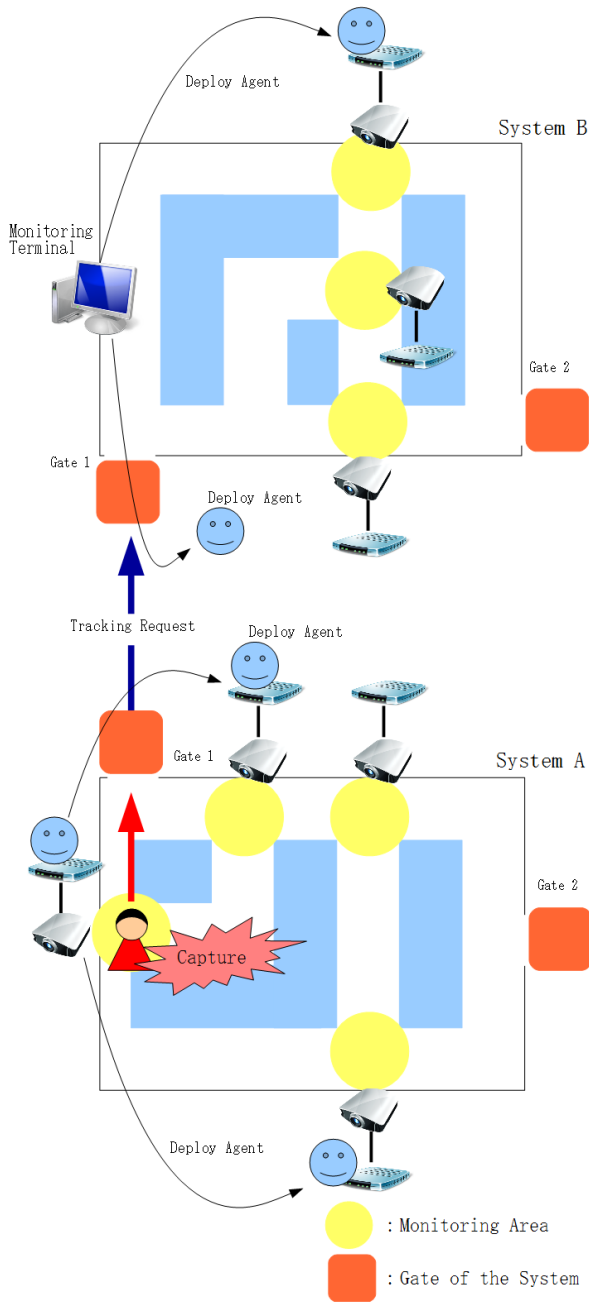 Deploy Agent
System B
Monitoring
Terminal
Gate 2
Gate 1
Deploy Agent
Tracking Request
Deploy Agent
Gate 1
System A
Gate 2
Capture
Deploy Agent
: Monitoring Area
: Gate of the System